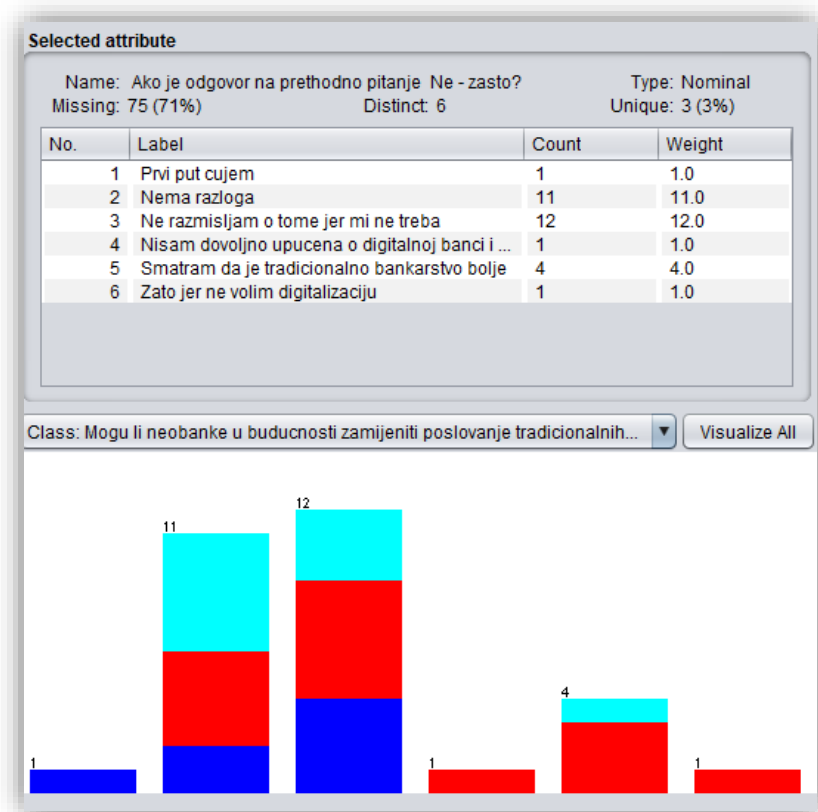 Selected attribute
Name: Ako je odgovor na prethodno pitanje Ne - zasto? Type: Nominal
Missing: 75 (71%) Distinct: 6 Unique: 3 (3%)
No. Label Count Weight
1 Prvi put cujem 1 1.0
2 Nema razloga 11 11.0
3 Ne razmisljam o tome jer mi ne treba 12 12.0
4 Nisam dovoljno upucena o digitalnoj banci i ... 1 1.0
5 Smatram da je tradicionalno bankarstvo bolje 4 4.0
6 Zato jer ne volim digitalizaciju 1 1.0
Class: Mogu li neobanke u buducnosti zamijeniti poslovanje tradicionalnih... Visualize All
12
11
4
1
1
1